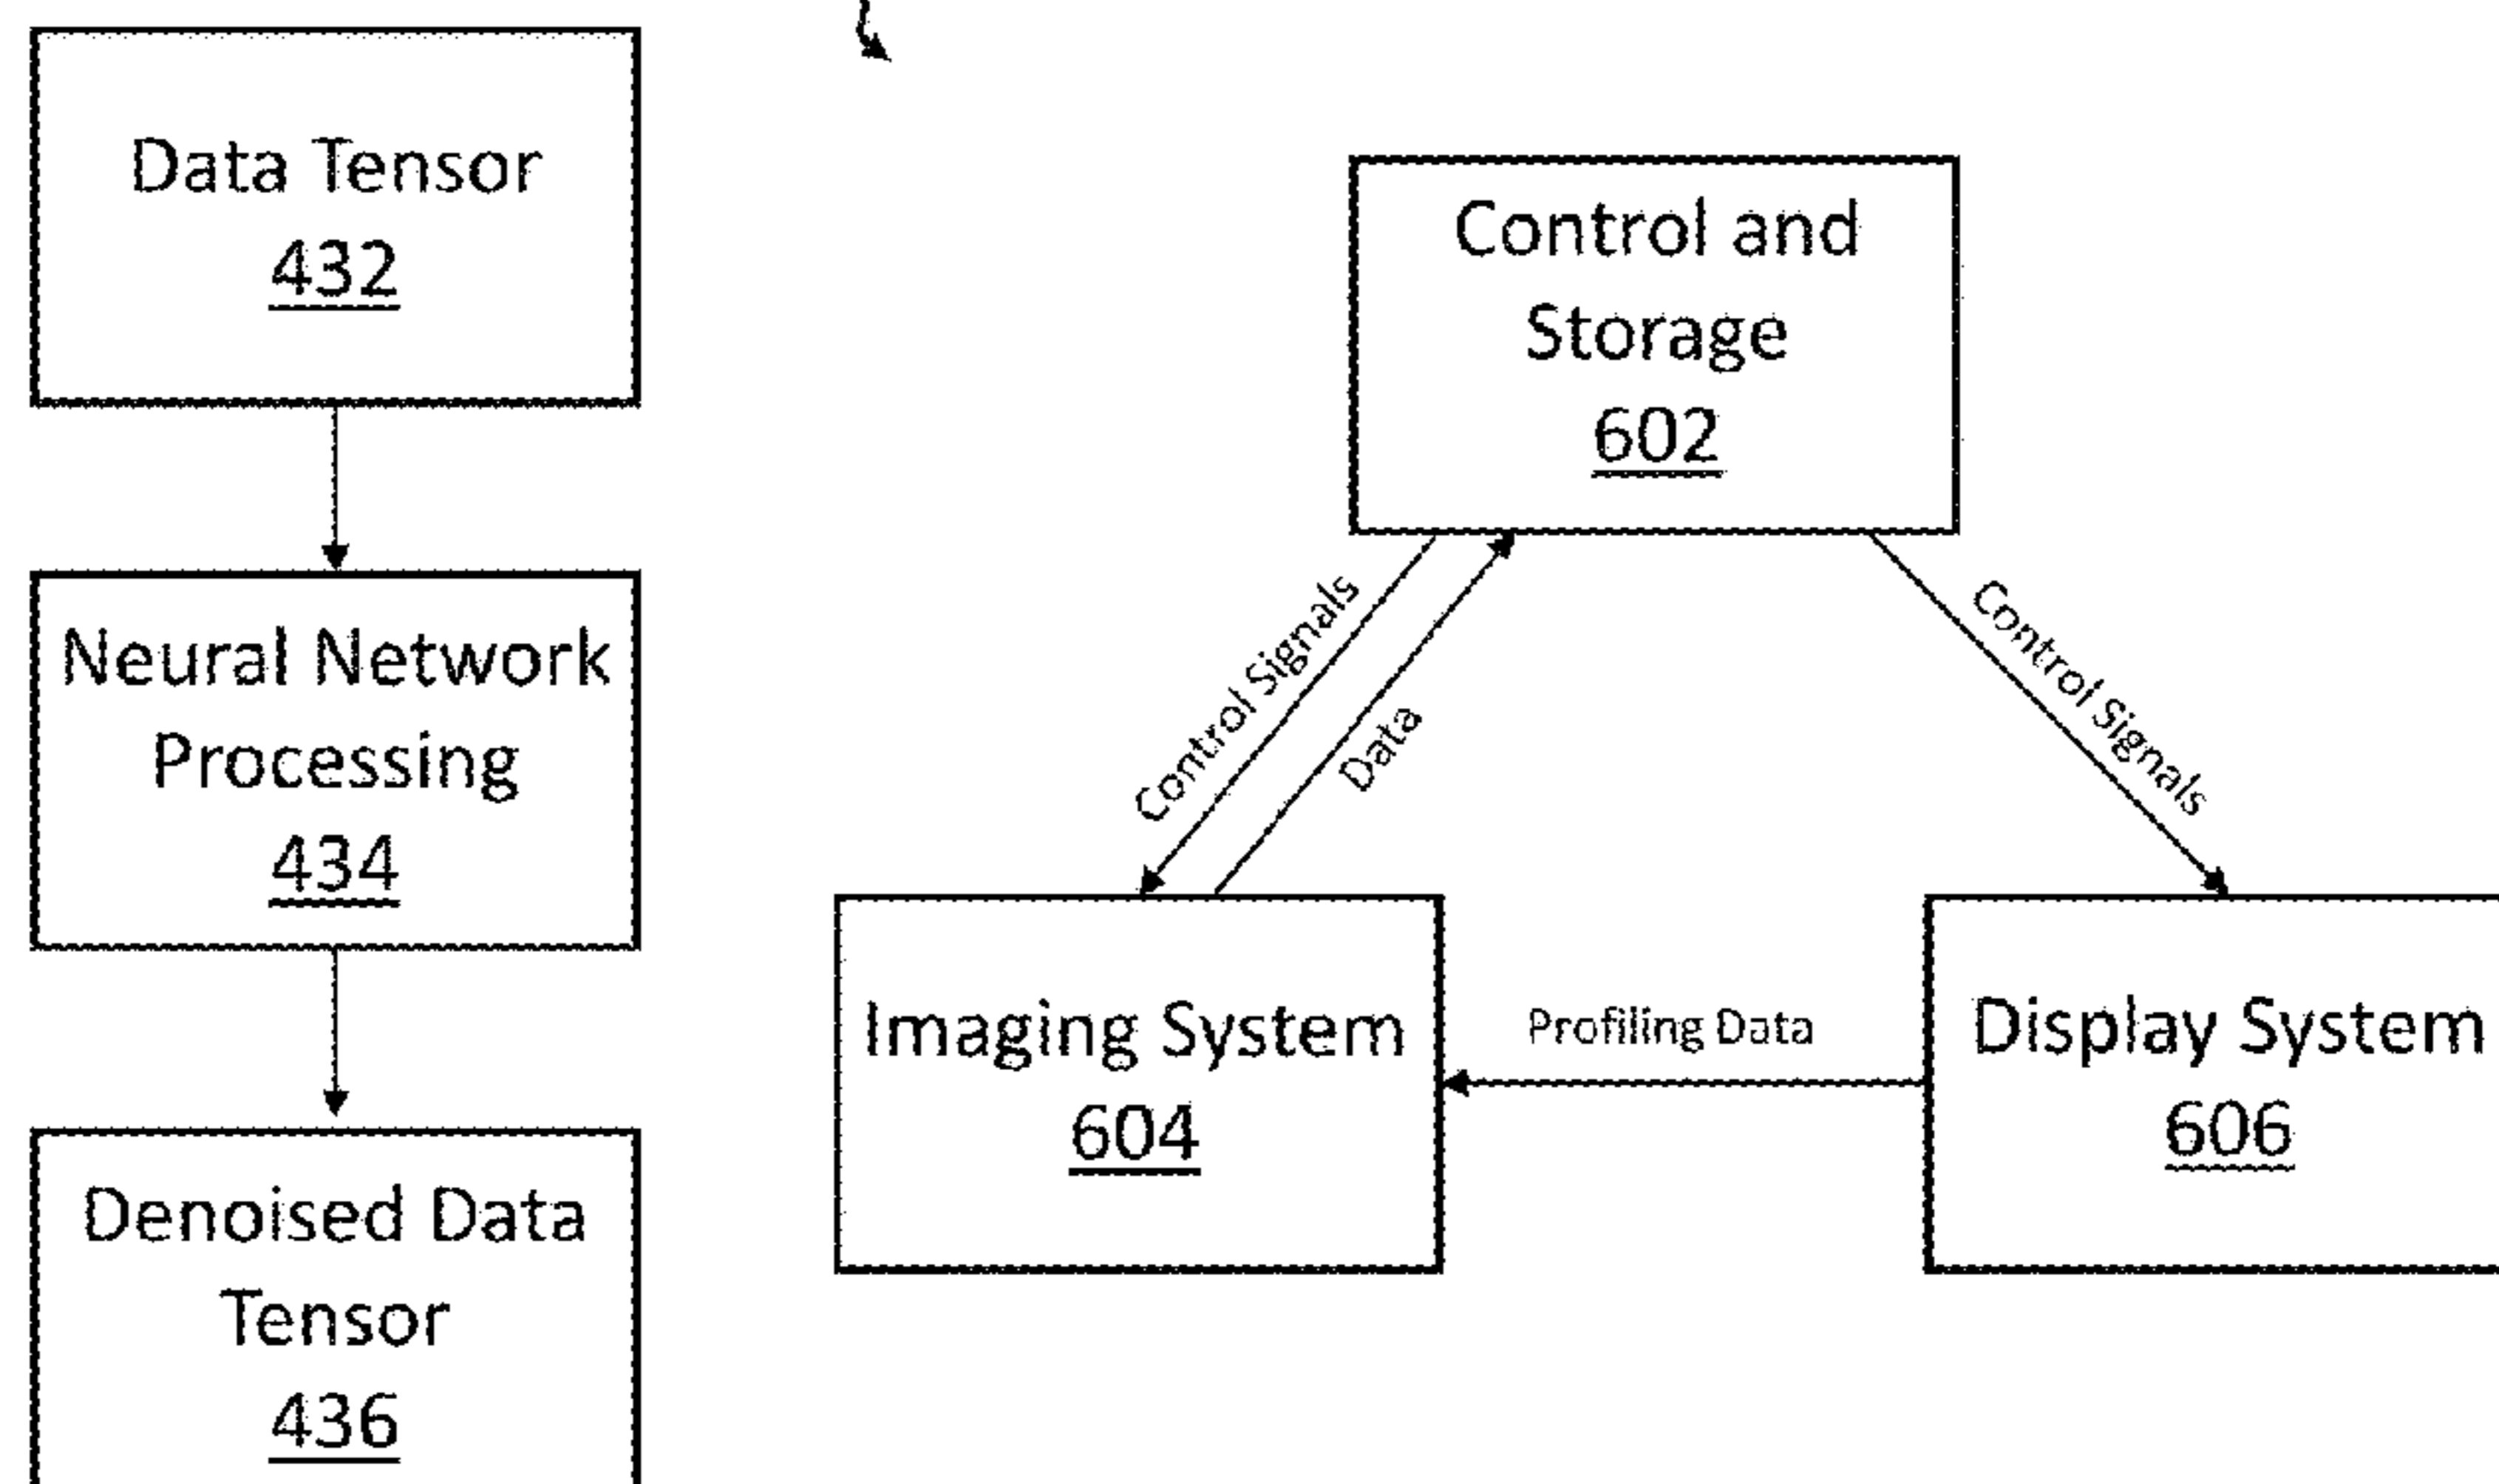 Data Tensor
432
Neural Network
Processing
434
Denoised Data
Tensor
436
Control and
Storage
602
Control Signals
Data
Control Signals
Imaging System
604
Profiling Data
Display System
606